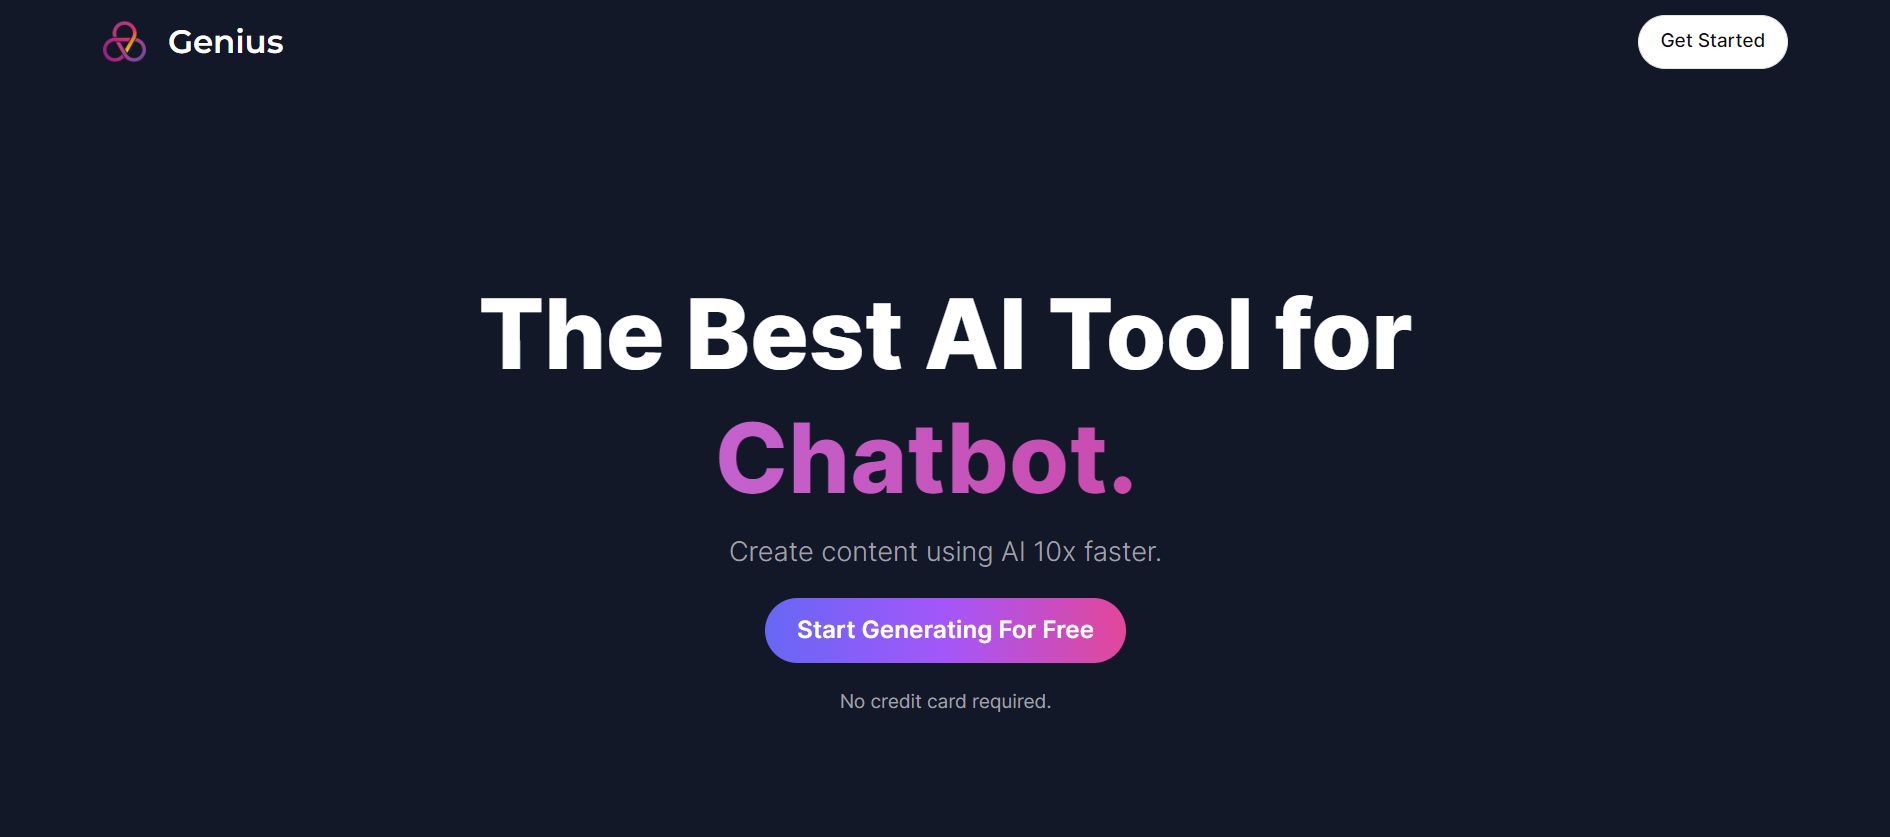 Genius
Get Started
The Best AI Tool for
Chatbot.
Create content using AI 10x faster.
Start Generating For Free
No credit card required.